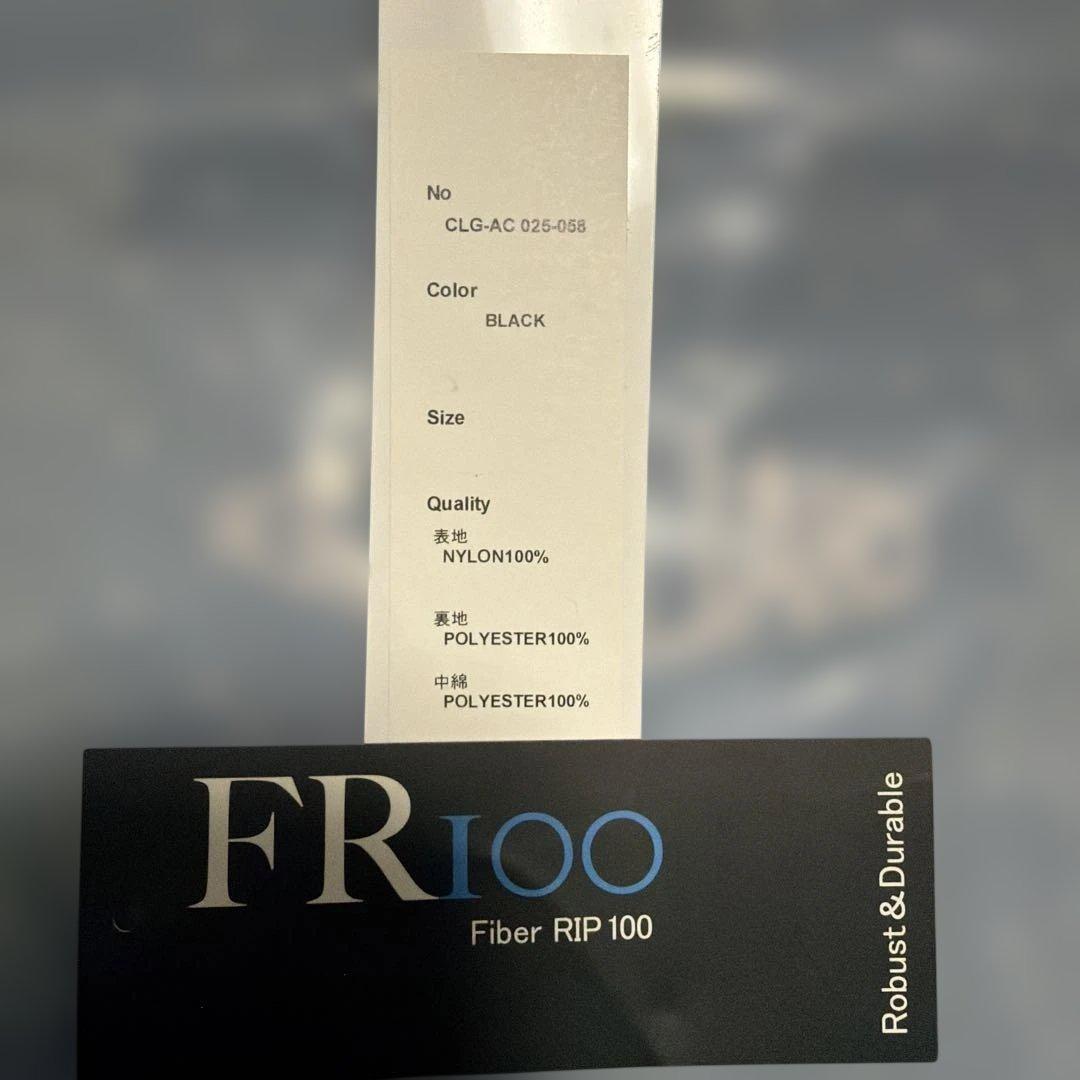 No
CLG-AC 025-058
Color
BLACK
Size
Quality
表地
NYLON100%
裏地
POLYESTER100%
中綿
POLYESTER100%
FR100
Fiber RIP 100
Robust&Durable